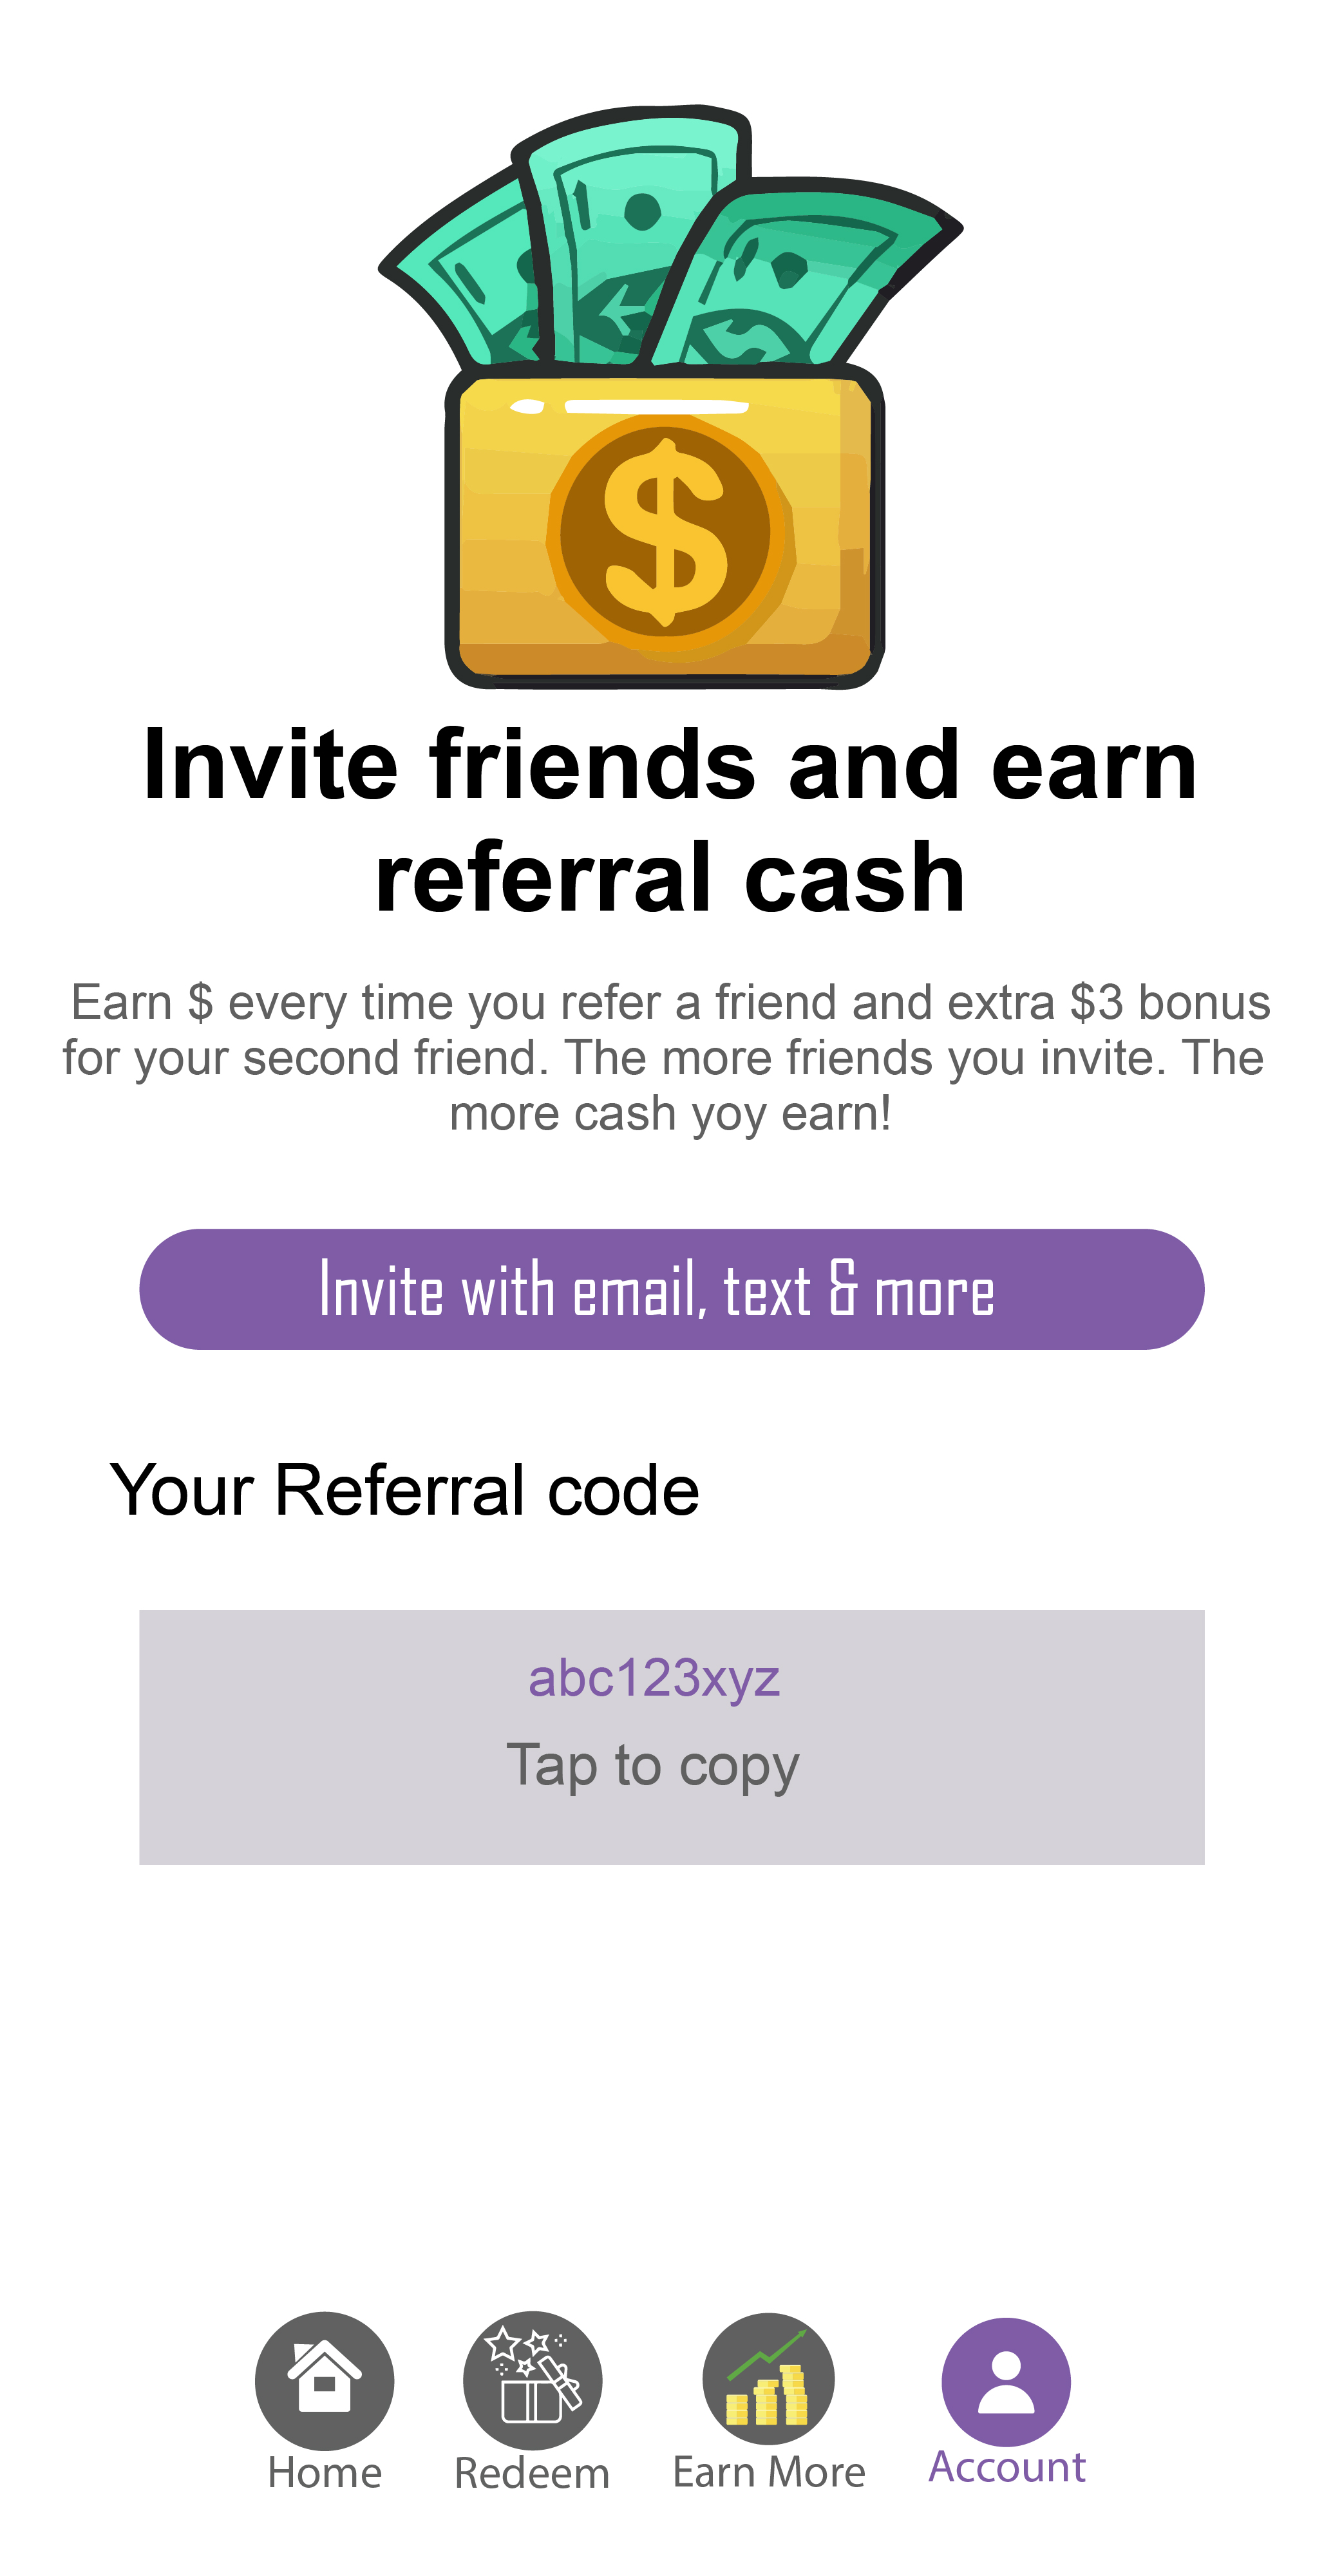 $
Invite friends and earn
referral cash
Earn $ every time you refer a friend and extra $3 bonus
for your second friend. The more friends you invite. The
more cash yoy earn!
Invite with email, text & more
Your Referral code
abc123xyz
Tap to copy
Home
Redeem
Earn More
Account